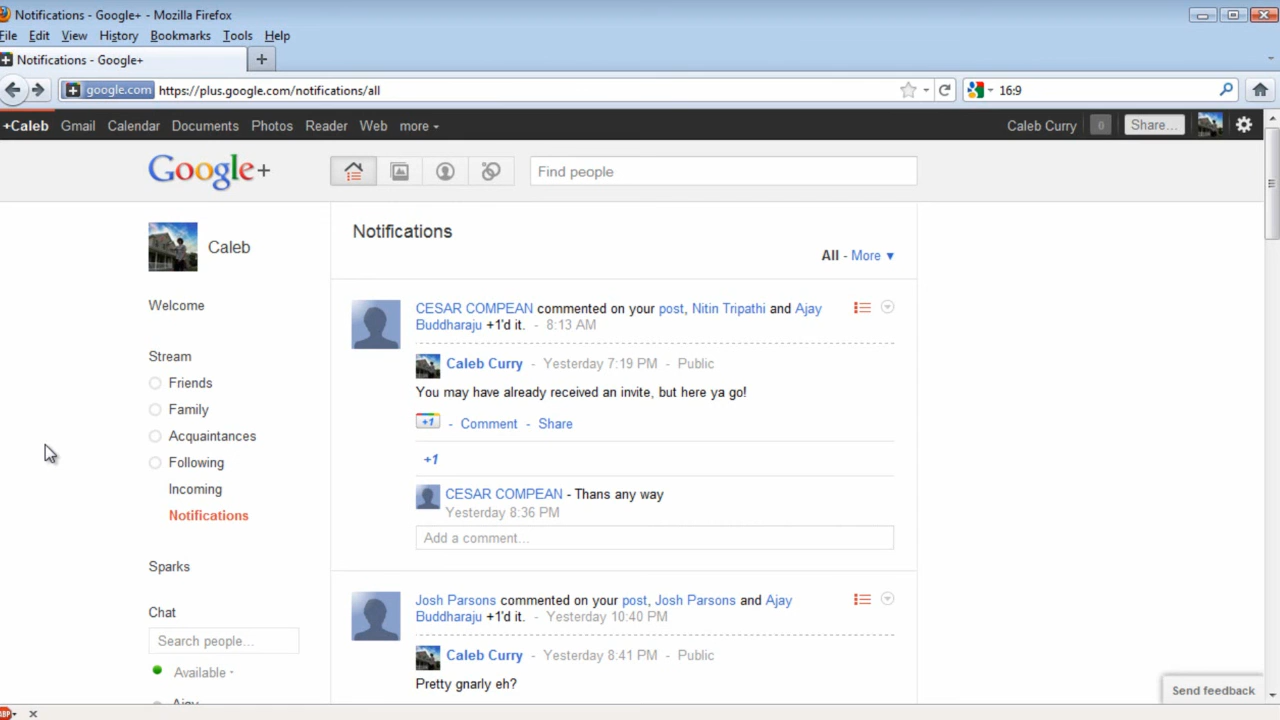 Notifications - Google+ - Mozilla Firefox
File Edit View History Bookmarks Tools Help
Notifications - Google+
google.com https://plus.google.com/notifications/all 16:9
+Caleb Gmail Calendar Documents Photos Reader Web more Caleb Curry 0 Share...
Google+ Find people
Notifications
Caleb
All - More
Welcome
CESAR COMPEAN commented on your post, Nitin Tripathi and Ajay
Buddharaju +1'd it. - 8:13 AM
Stream
Caleb Curry - Yesterday 7:19 PM - Public
Friends
You may have already received an invite, but here ya go!
Family
+1 - Comment - Share
Acquaintances
+1
Following
Incoming
CESAR COMPEAN - Thans any way
Yesterday 8:36 PM
Notifications
Add a comment...
Sparks
Josh Parsons commented on your post, Josh Parsons and Ajay
Buddharaju +1'd it. - Yesterday 10:40 PM
Chat
Search people...
Caleb Curry - Yesterday 8:41 PM - Public
Available
Pretty gnarly eh?
Send feedback
Ajay
ABP